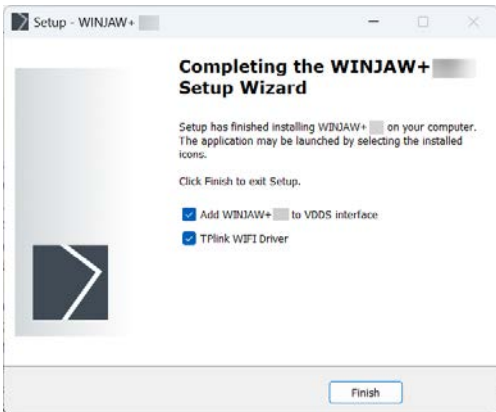 Setup - WINJAW+
Completing the WINJAW+
Setup Wizard
Setup has finished installing WINJAW+ on your computer.
The application may be launched by selecting the installed
icons.
Click Finish to exit Setup.
Add WINJAW+ to VDDS interface
TPlink WIFI Driver
Finish